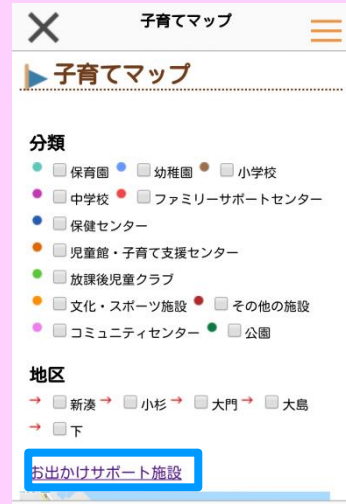 子育てマップ
子育てマップ
分類
保育園 幼稚園 小学校
中学校 ファミリーサポートセンター
保健センター
児童館・子育て支援センター
放課後児童クラブ
文化・スポーツ施設 その他の施設
コミュニティセンター 公園
地区
→ 新湊 → 小杉 → 大門 → 大島
→ 下
お出かけサポート施設